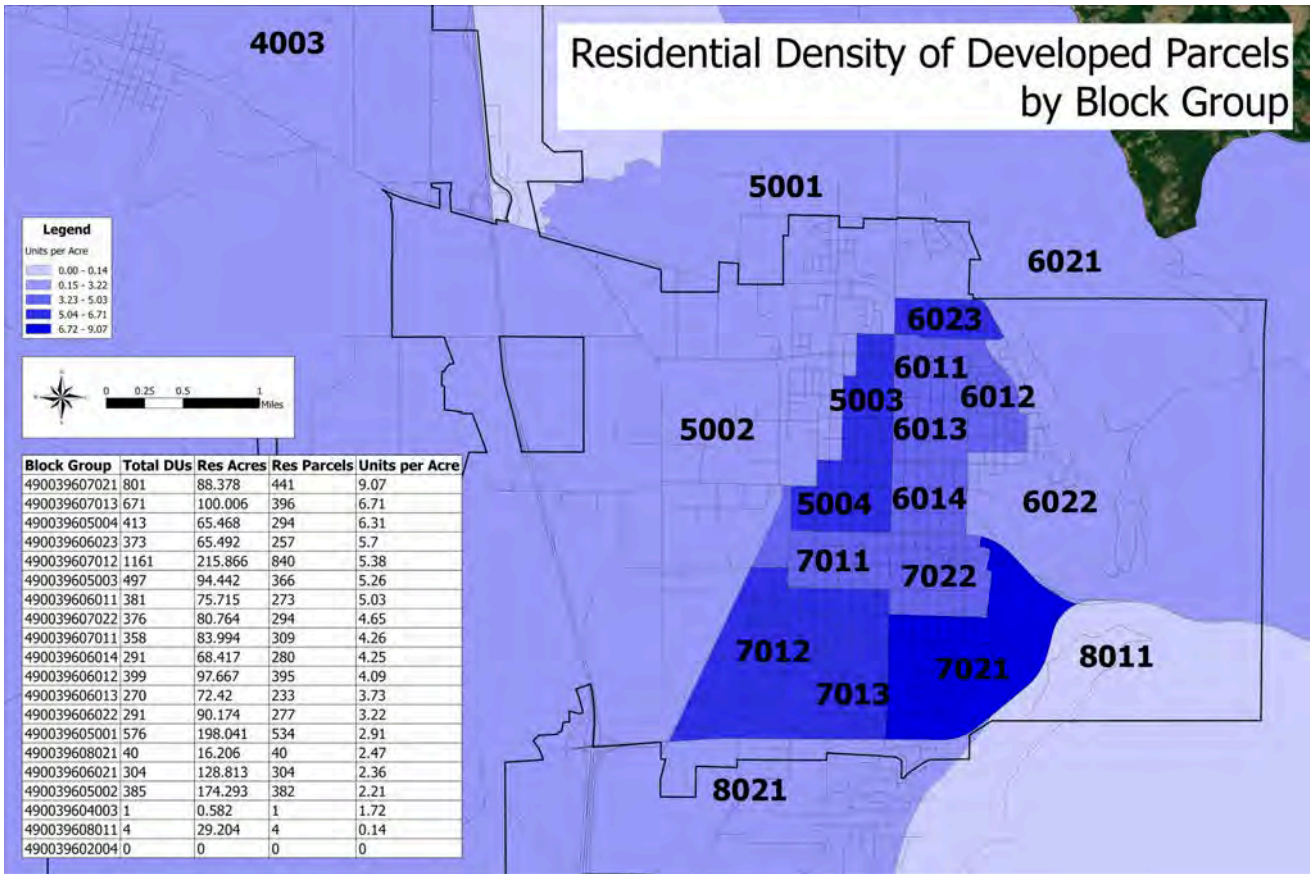 Residential Density of Developed Parcels
by Block Group
4003
5001
6021
6023
6011
6012
5003
6013
5002
5004
6014
6022
7011
7022
7012
7013
7021
8011
8021
Legend
Units per Acre
0.00 - 0.14
0.15 - 3.22
3.23 - 5.03
5.04 - 6.71
6.72 - 9.07
0 0.25 0.5 1
Miles
Block Group Total DUs Res Acres Res Parcels Units per Acre
490039607021 801 88.378 441 9.07
490039607013 671 100.006 396 6.71
490039605004 413 65.468 294 6.31
490039606023 373 65.492 257 5.7
490039607012 1161 215.866 840 5.38
490039605003 497 94.442 366 5.26
490039606011 381 75.715 273 5.03
490039607022 376 80.764 294 4.65
490039607011 358 83.994 309 4.26
490039606014 291 68.417 280 4.25
490039606012 399 97.667 395 4.09
490039606013 270 72.42 233 3.73
490039606022 291 90.174 277 3.22
490039605001 576 198.041 534 2.91
490039608021 40 16.206 40 2.47
490039606021 304 128.813 304 2.36
490039605002 385 174.293 382 2.21
490039604003 1 0.582 1 1.72
490039608011 4 29.204 4 0.14
490039602004 0 0 0 0